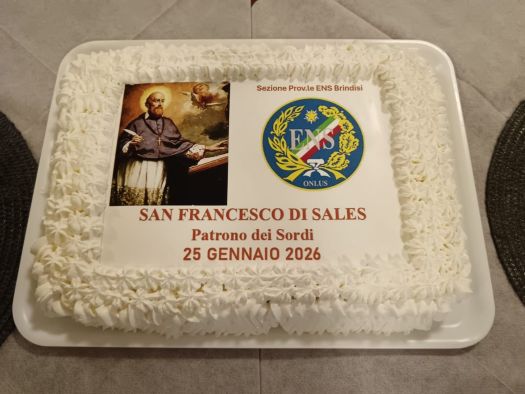 Sezione Prov.le ENS Brindisi
ENS
ONLUS
SAN FRANCESCO DI SALES
Patrono dei Sordi
25 GENNAIO 2026